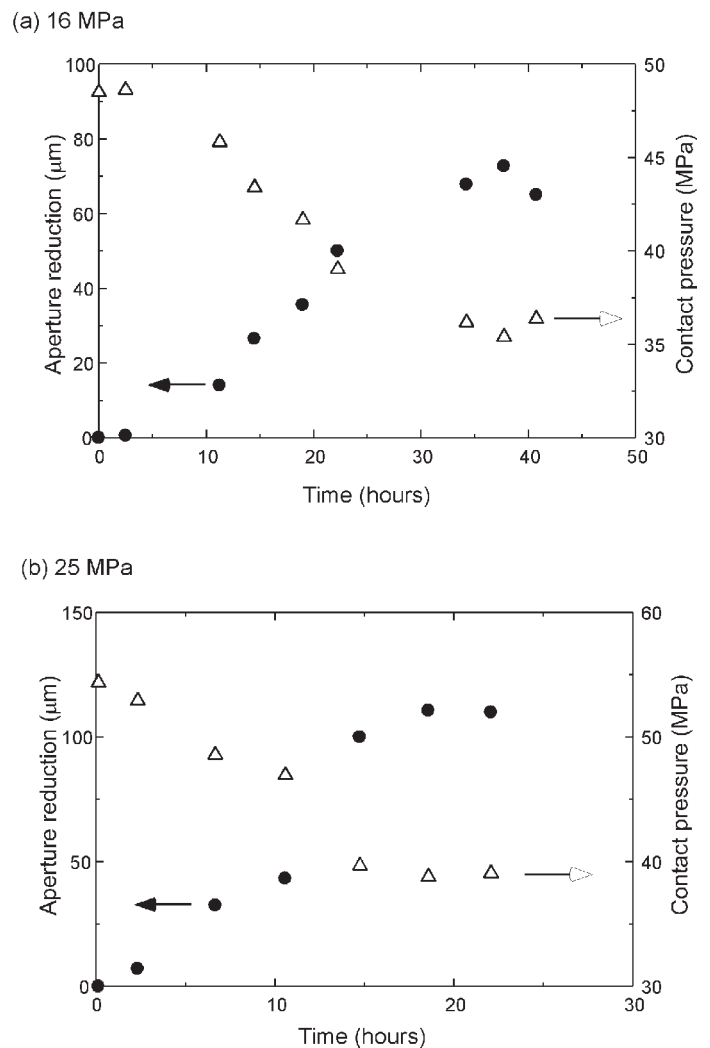 (a) 16 MPa
100
80
60
40
20
0
Aperture reduction (μm)
50
45
40
35
30
Contact pressure (MPa)
0 10 20 30 40 50
Time (hours)
(b) 25 MPa
150
100
50
0
Aperture reduction (μm)
60
50
40
30
Contact pressure (MPa)
0 10 20 30
Time (hours)